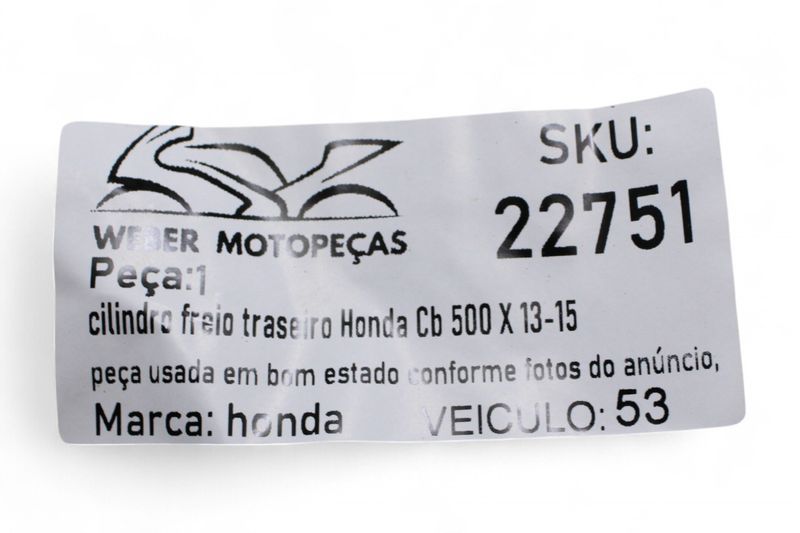 SKU:
22751
WEBER MOTOPEÇAS
Peça:1
cilindro freio traseiro Honda Cb 500 X 13-15
peça usada em bom estado conforme fotos do anúncio,
Marca: honda VEICULO: 53